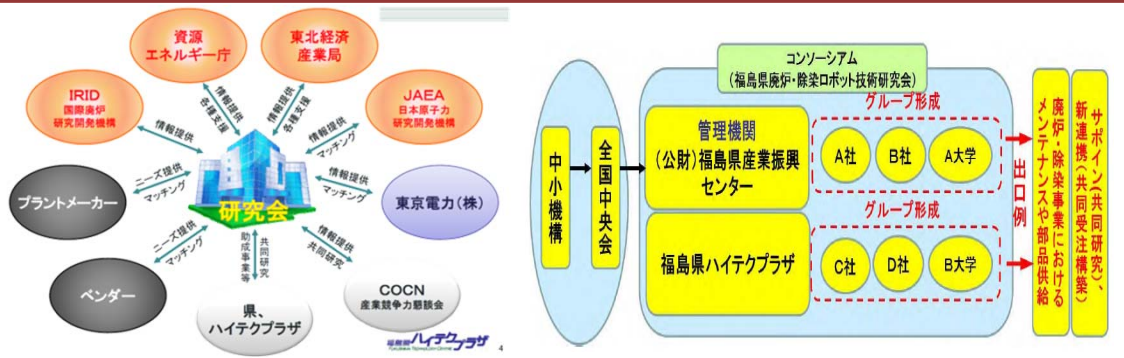 資源
エネルギー庁
東北経済
産業局
IRID
国際廃炉
研究開発機構
JAEA
日本原子力
研究開発機構
情報提供
各種支援
情報提供
各種支援
情報提供
情報提供
マッチング
プラントメーカー
ニーズ提供
マッチング
情報提供
マッチング
東京電力(株)
研究会
ニーズ提供
マッチング
助成事業等
共同研究
情報提供
共同研究
ベンダー
県、
ハイテクプラザ
COCN
産業競争力懇談会
福島県ハイテクプラザ
4
コンソーシアム
(福島県廃炉・除染ロボット技術研究会)
中小機構
全国中央会
管理機関
(公財)福島県産業振興
センター
福島県ハイテクプラザ
グループ形成
A社
B社
A大学
グループ形成
C社
D社
B大学
出口例
廃炉・除染事業における
メンテナンスや部品供給
サポイン(共同研究)、
新連携(共同受注構築)